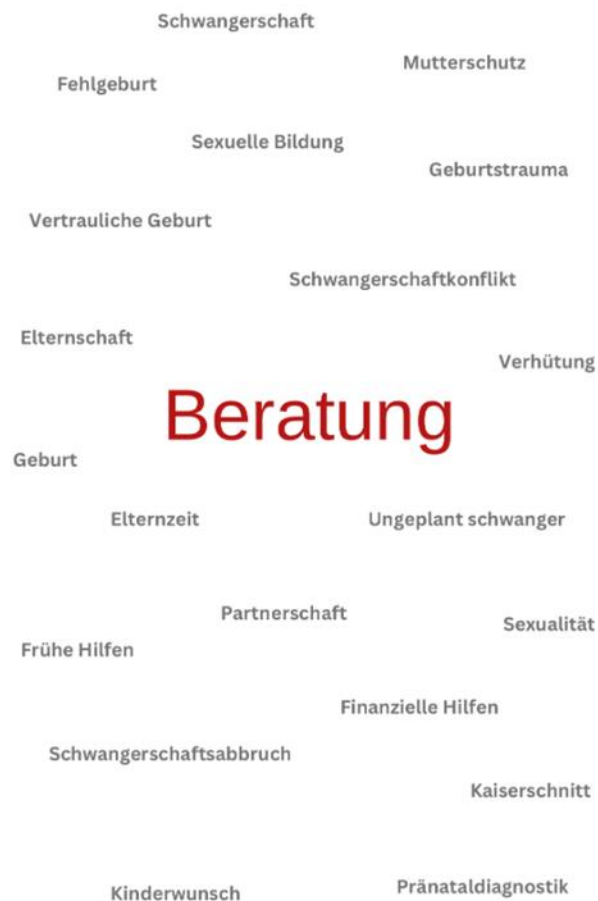 Schwangerschaft
Mutterschutz
Fehlgeburt
Sexuelle Bildung
Geburtstrauma
Vertrauliche Geburt
Schwangerschaftkonflikt
Elternschaft
Verhütung
Beratung
Geburt
Elternzeit
Ungeplant schwanger
Partnerschaft
Sexualität
Frühe Hilfen
Finanzielle Hilfen
Schwangerschaftsabbruch
Kaiserschnitt
Pränataldiagnostik
Kinderwunsch